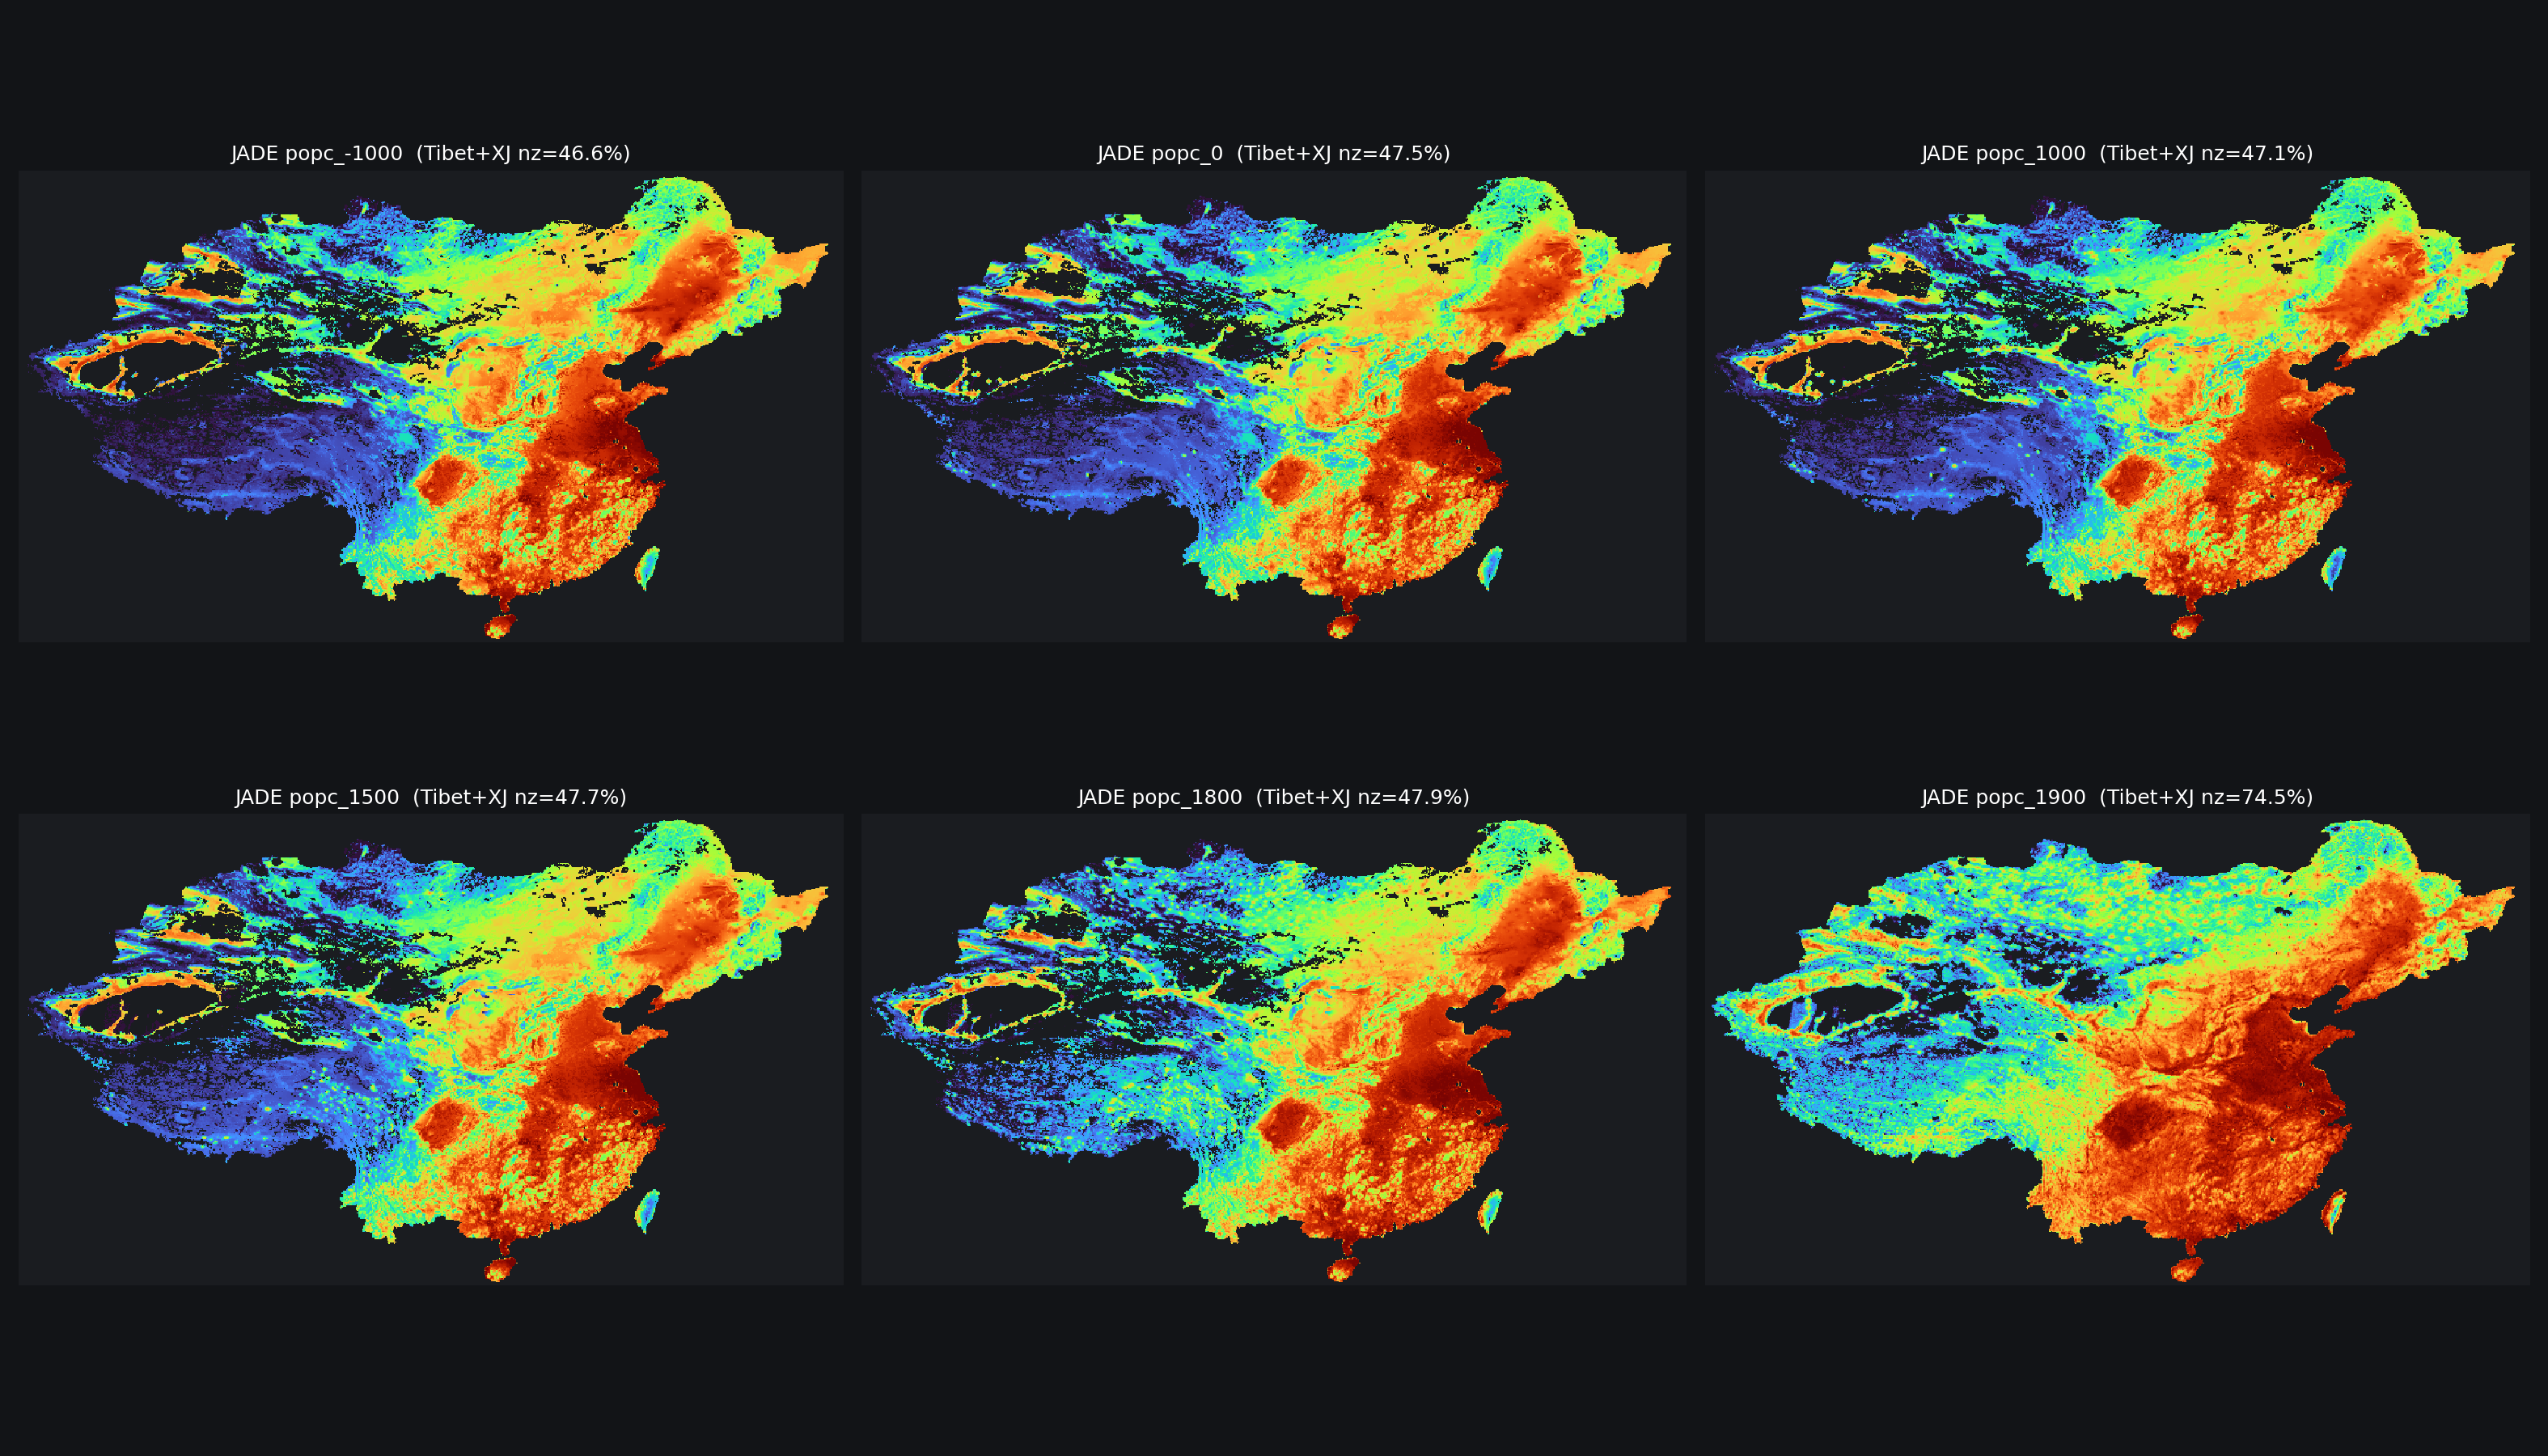 JADE popc_-1000  (Tibet+XJ nz=46.6%)
JADE popc_0  (Tibet+XJ nz=47.5%)
JADE popc_1000  (Tibet+XJ nz=47.1%)
JADE popc_1500  (Tibet+XJ nz=47.7%)
JADE popc_1800  (Tibet+XJ nz=47.9%)
JADE popc_1900  (Tibet+XJ nz=74.5%)